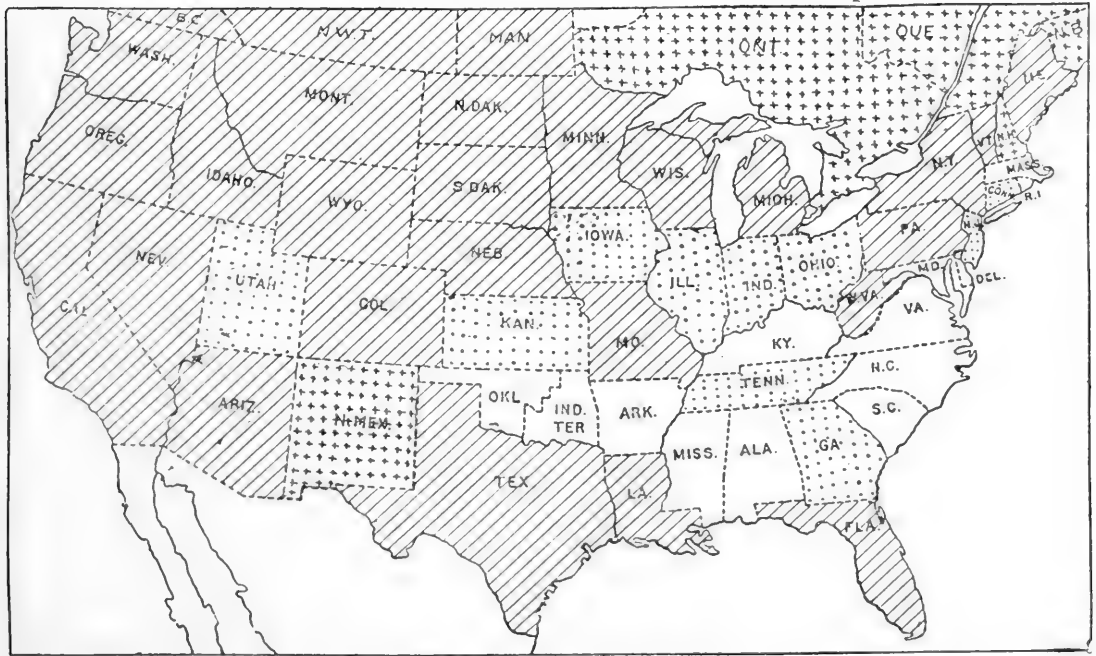 B.C.
N.W.T.
MAN
ONT
QUE
N.B
WASH.
MONT.
N.DAK.
MINN.
ME.
OREG.
IDAHO.
WYO.
S.DAK.
WIS.
MICH.
N.Y.
VT.
N.H.
MASS.
CONN.
R.I
NEV.
UTAH
COL.
NEB.
IOWA.
ILL.
IND.
OHIO.
PA.
N.J.
MD.
DEL.
CAL.
KAN.
MO.
KY.
W.VA.
VA.
ARIZ.
N.MEX.
OKL
IND.
TER
ARK.
TENN.
N.C.
S.C.
TEX
LA.
MISS.
ALA.
GA.
FLA.